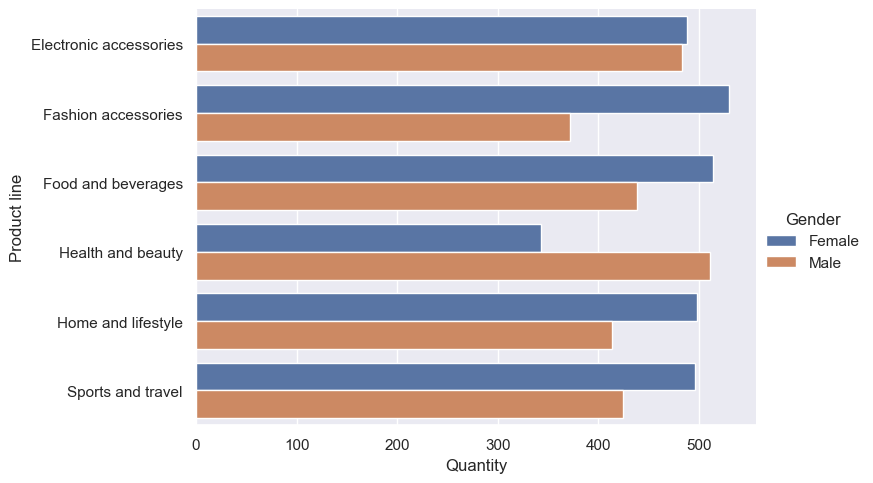 Product line
Electronic accessories
Fashion accessories
Food and beverages
Health and beauty
Home and lifestyle
Sports and travel
0 100 200 300 400 500
Quantity
Gender
Female
Male